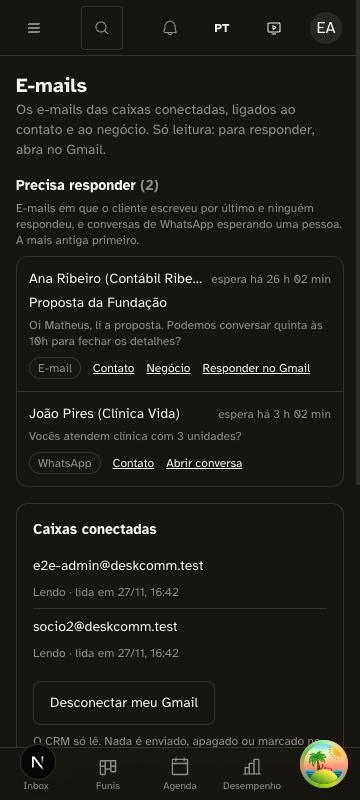 PT
EA
E-mails
Os e-mails das caixas conectadas, ligados ao
contato e ao negócio. Só leitura: para responder,
abra no Gmail.
Precisa responder (2)
E-mails em que o cliente escreveu por último e ninguém
respondeu, e conversas de WhatsApp esperando uma pessoa.
A mais antiga primeiro.
Ana Ribeiro (Contábil Ribe... espera há 26 h 02 min
Proposta da Fundação
Oi Matheus, li a proposta. Podemos conversar quinta às
10h para fechar os detalhes?
E-mail Contato Negócio Responder no Gmail
João Pires (Clínica Vida) espera há 3 h 02 min
Vocês atendem clínica com 3 unidades?
WhatsApp Contato Abrir conversa
Caixas conectadas
e2e-admin@deskcomm.test
Lendo · lida em 27/11, 16:42
socio2@deskcomm.test
Lendo · lida em 27/11, 16:42
Desconectar meu Gmail
O CRM só lê. Nada é enviado, apagado ou marcado
N
Inbox Funis Agenda Desempenho